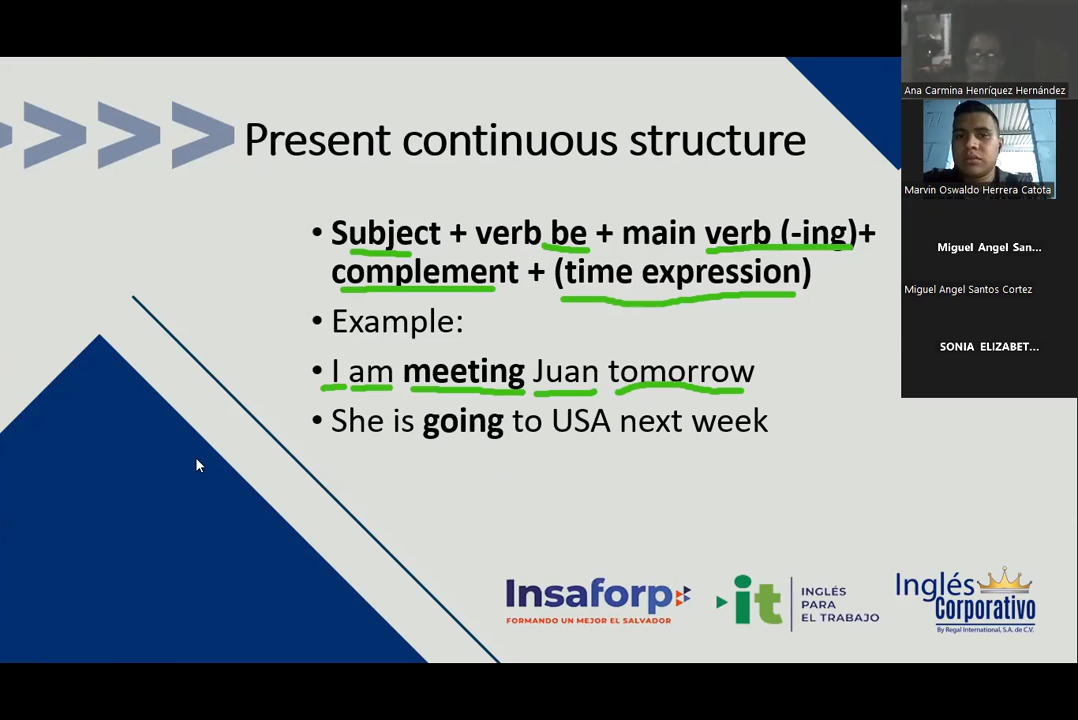 Present continuous structure
• Subject + verb be + main verb (-ing)+
complement + (time expression)
• Example:
• I am meeting Juan tomorrow
• She is going to USA next week
Insaforp
FORMANDO UN MEJOR EL SALVADOR
it
INGLÉS
PARA
EL TRABAJO
Inglés
Corporativo
By Regal International, S.A. de C.V.
Ana Carmina Henríquez Hernández
Marvin Oswaldo Herrera Catota
Miguel Angel San...
Miguel Angel Santos Cortez
SONIA ELIZABET...